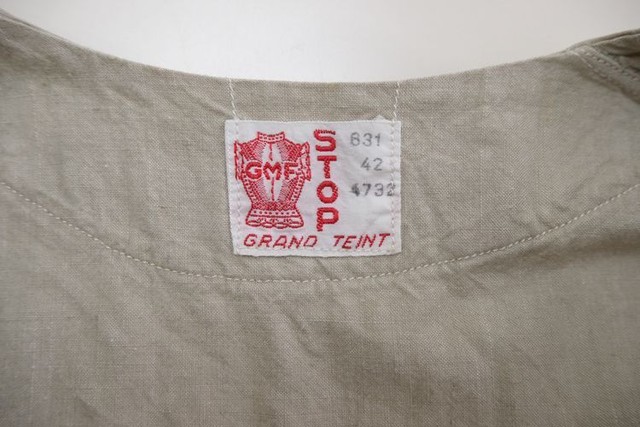 GMF
STOP
631
42
4732
GRAND TEINT